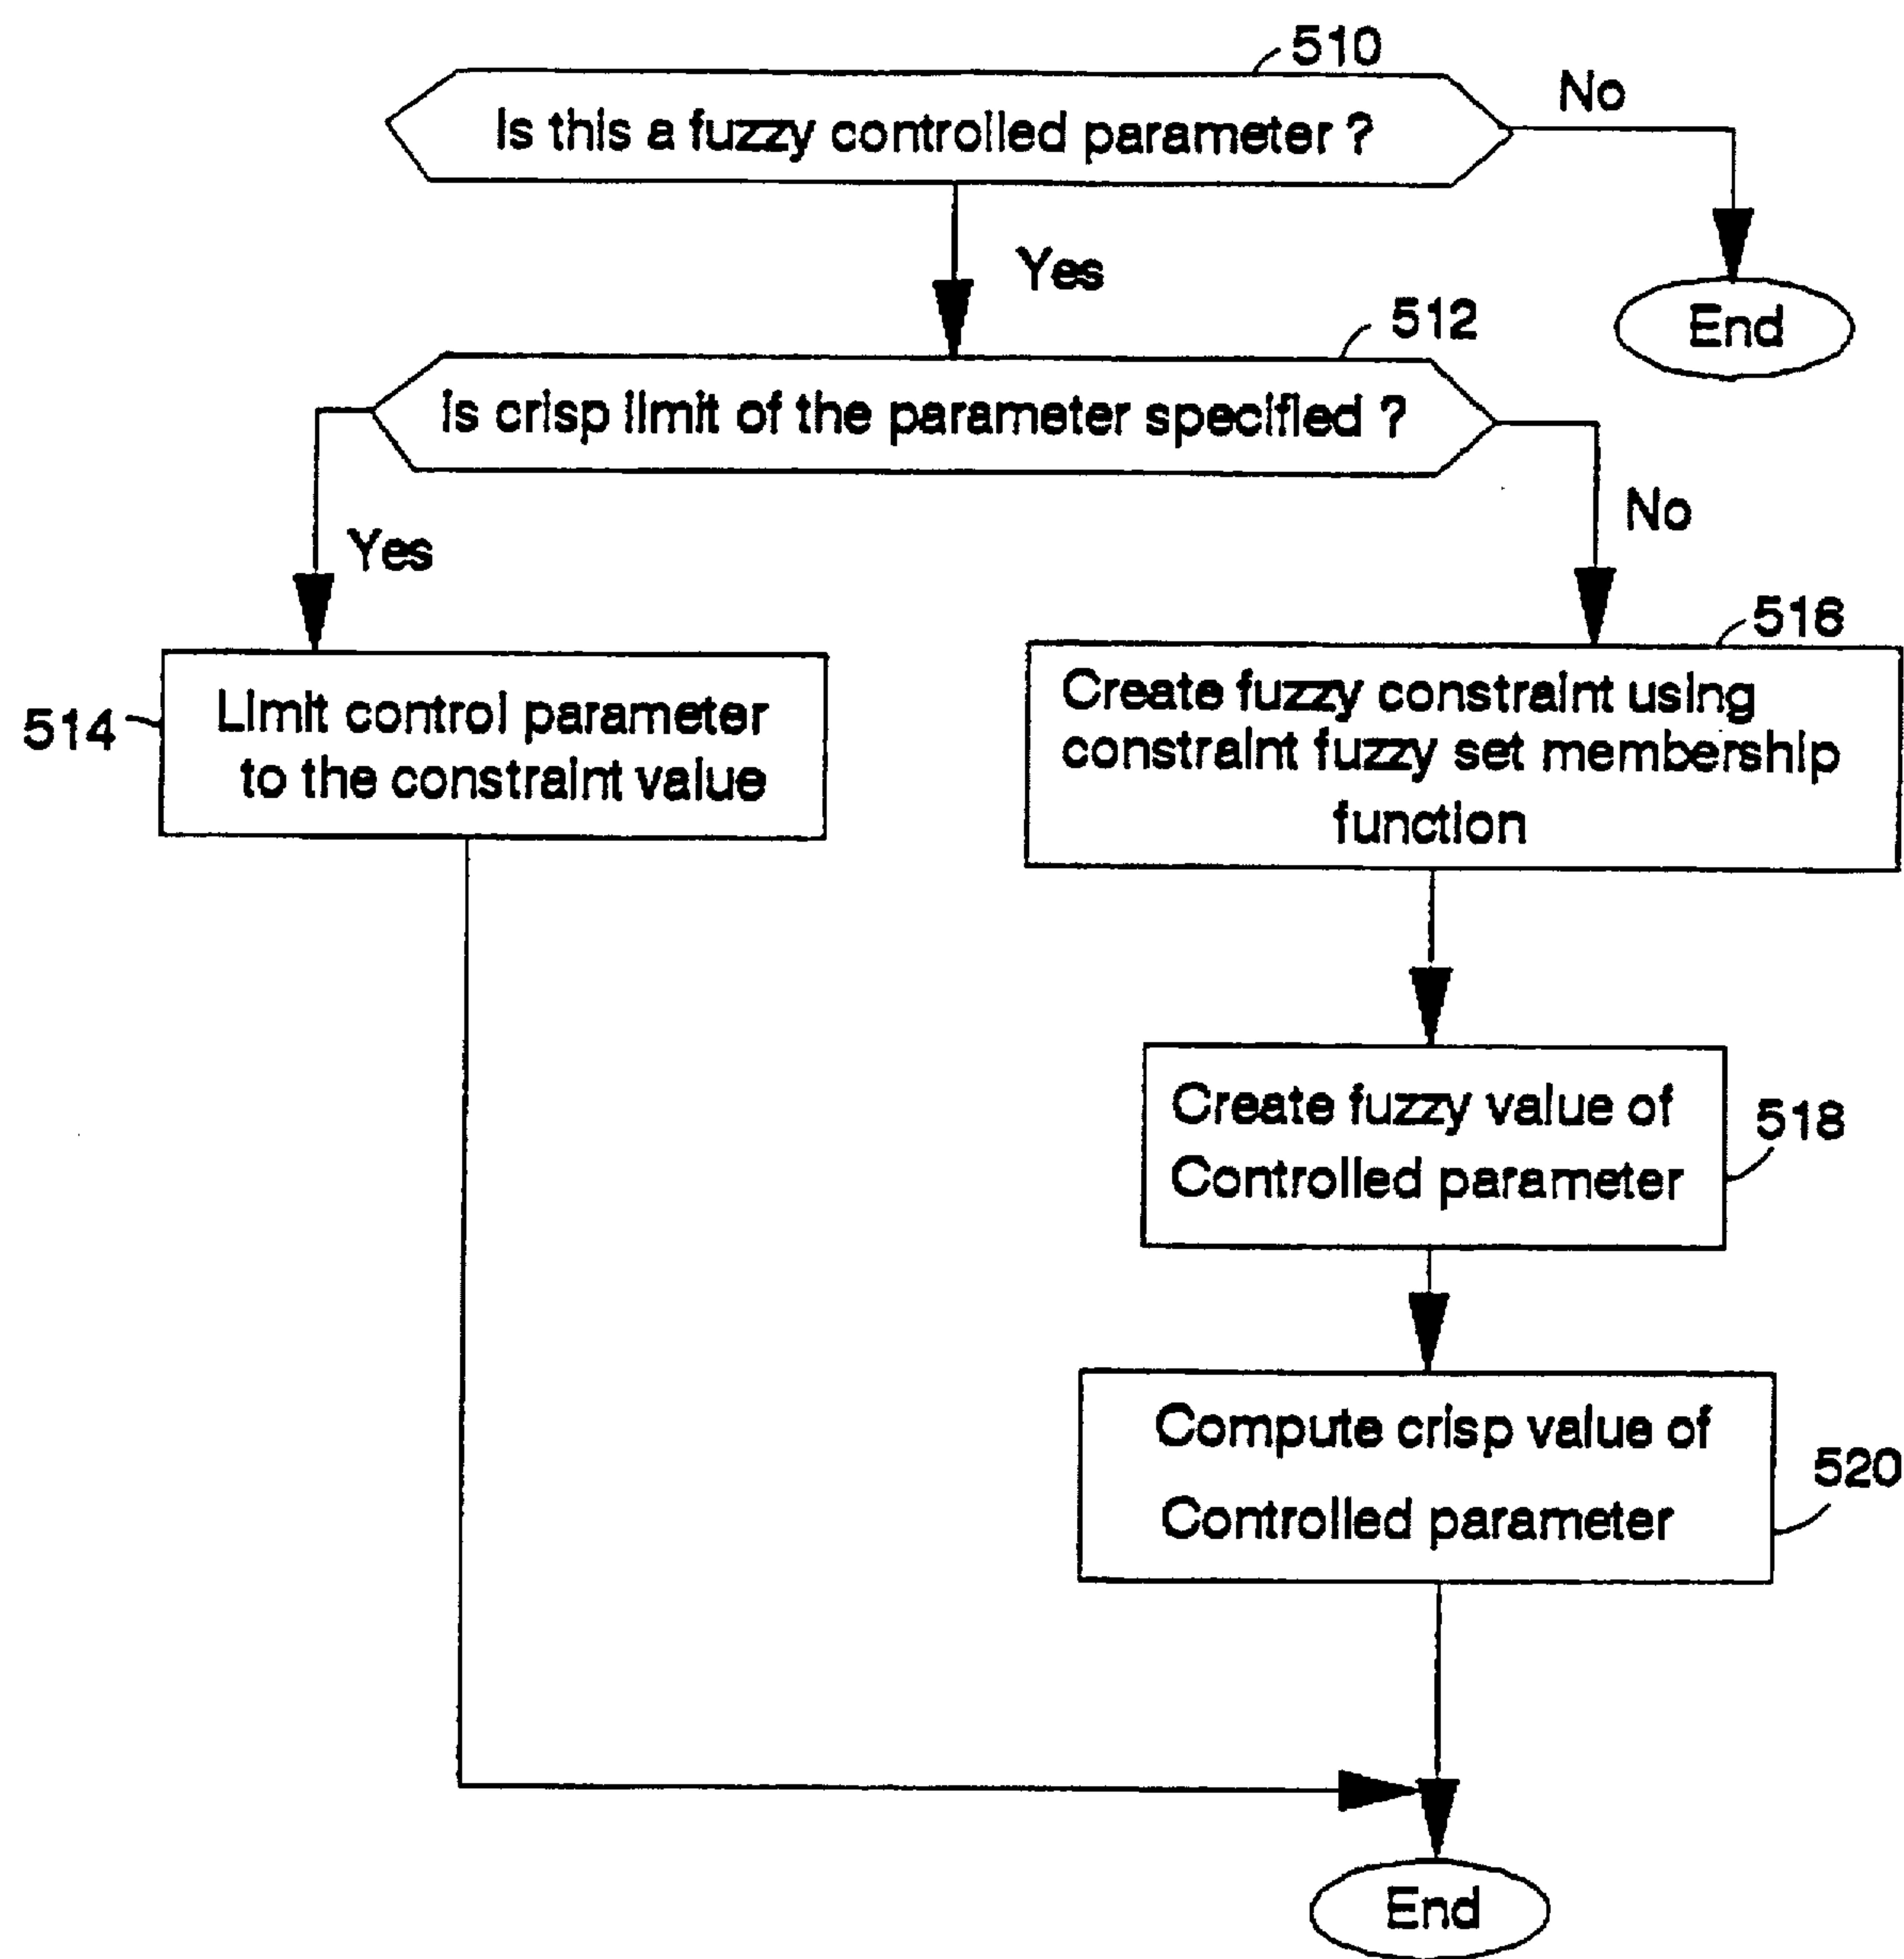 510
Is this a fuzzy controlled parameter ?
No
Yes
End
512
Is crisp limit of the parameter specified ?
Yes
No
514
Limit control parameter
to the constraint value
516
Create fuzzy constraint using
constraint fuzzy set membership
function
Create fuzzy value of
Controlled parameter
518
Compute crisp value of
Controlled parameter
520
End